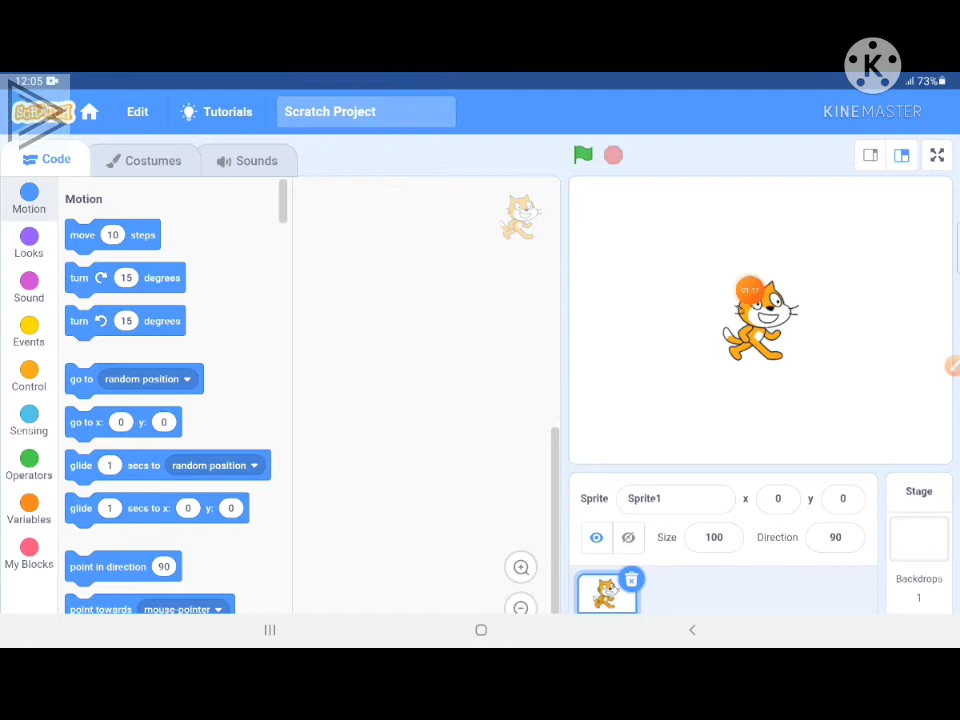 12:05
73%
K
KINEMASTER
SCRATCH
Edit
Tutorials
Scratch Project
Code
Costumes
Sounds
Motion
Looks
Sound
Events
Control
Sensing
Operators
Variables
My Blocks
Motion
move 10 steps
turn 15 degrees
turn 15 degrees
go to random position
go to x: 0 y: 0
glide 1 secs to random position
glide 1 secs to x: 0 y: 0
point in direction 90
point towards mouse-pointer
01:17
Sprite Sprite1 x 0 y 0
Size 100 Direction 90
Stage
Backdrops
1